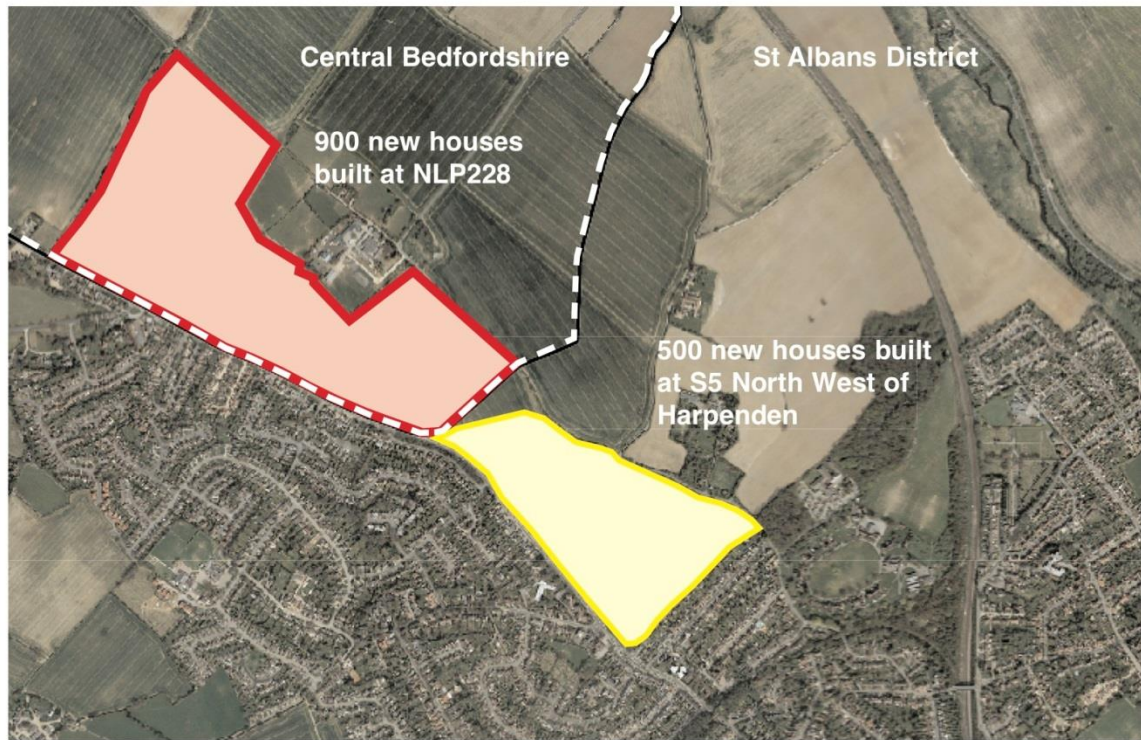 Central Bedfordshire
St Albans District
900 new houses
built at NLP228
500 new houses built
at S5 North West of
Harpenden